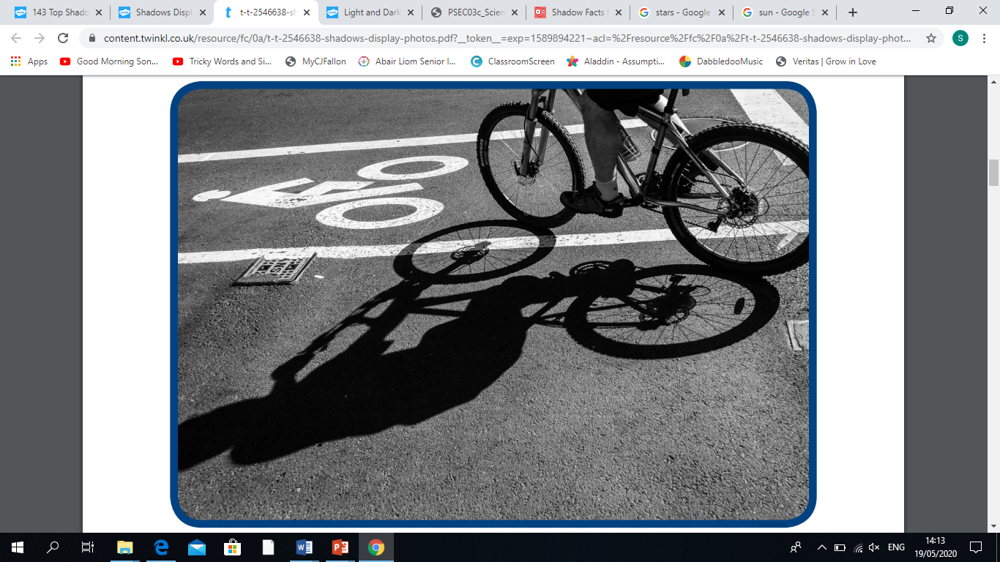 143 Top Shado
Shadows Displ
t-t-2546638-sh
Light and Dark
PSEC03c_Scien
Shadow Facts f
stars - Google
sun - Google S
content.twinkl.co.uk/resource/fc/0a/t-t-2546638-shadows-display-photos.pdf?__token__=exp=1589894221~acl=%2Fresource%2Ffc%2F0a%2Ft-t-2546638-shadows-display-phot...
S
Apps
Good Morning Son...
Tricky Words and Si...
MyCJFallon
Abair Liom Senior I...
ClassroomScreen
Aladdin - Assumpti...
DabbledooMusic
Veritas | Grow in Love
ENG
14:13
19/05/2020